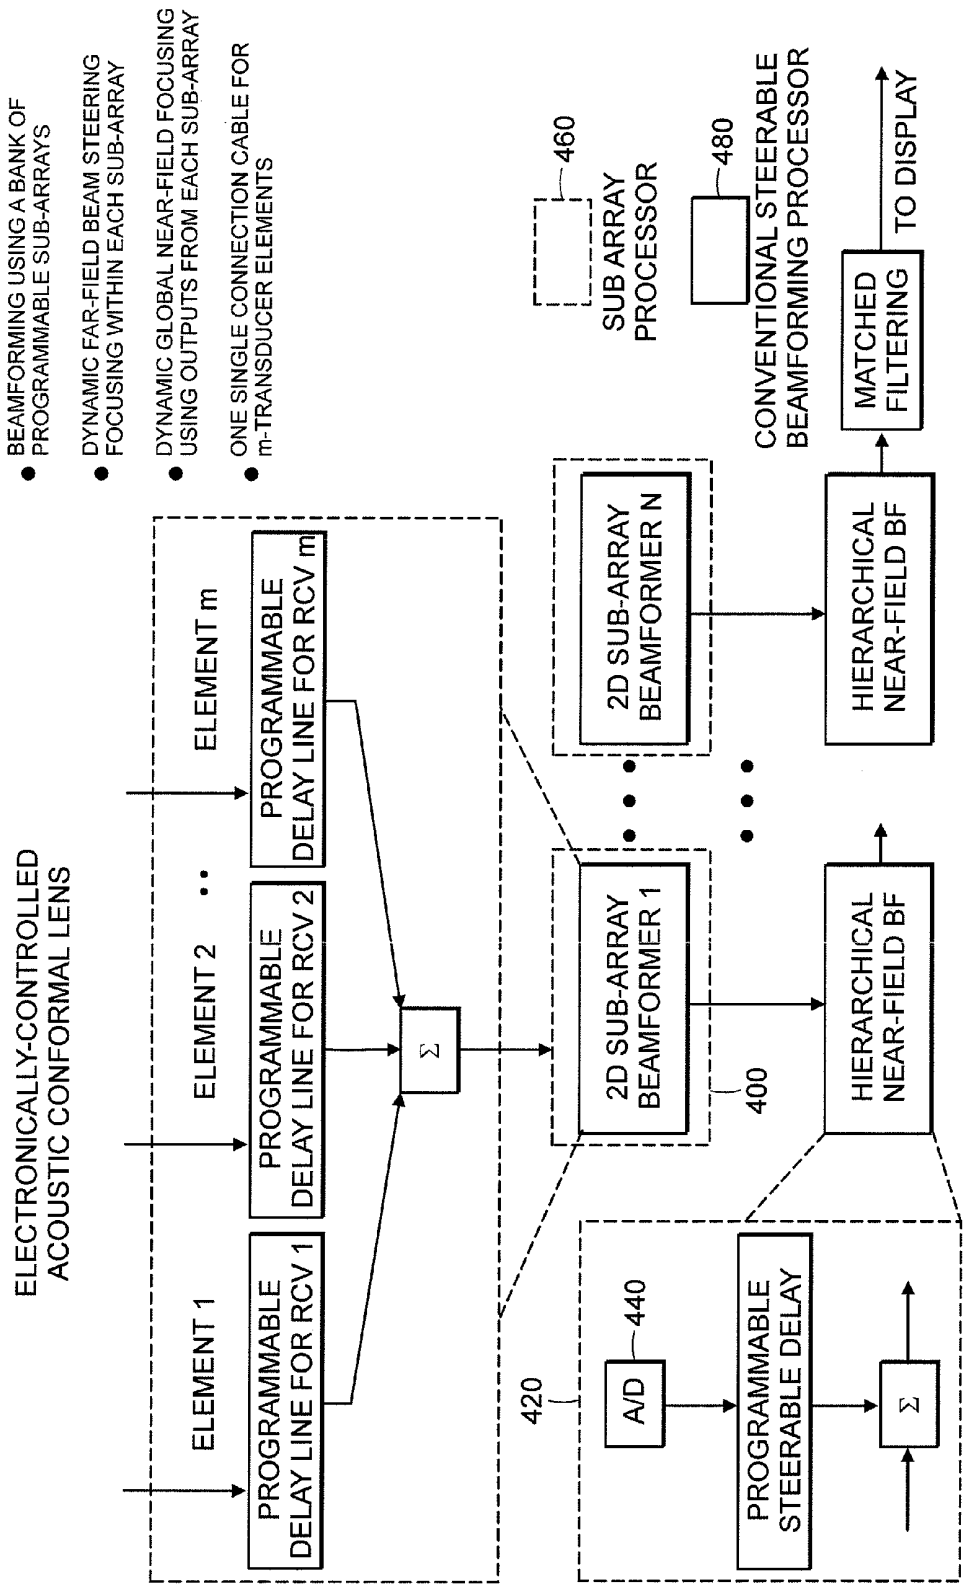 ELECTRONICALLY-CONTROLLED
ACOUSTIC CONFORMAL LENS
● BEAMFORMING USING A BANK OF
PROGRAMMABLE SUB-ARRAYS
● DYNAMIC FAR-FIELD BEAM STEERING
FOCUSING WITHIN EACH SUB-ARRAY
● DYNAMIC GLOBAL NEAR-FIELD FOCUSING
USING OUTPUTS FROM EACH SUB-ARRAY
● ONE SINGLE CONNECTION CABLE FOR
m-TRANSDUCER ELEMENTS
ELEMENT 1
ELEMENT 2
ELEMENT m
PROGRAMMABLE
DELAY LINE FOR RCV 1
PROGRAMMABLE
DELAY LINE FOR RCV 2
PROGRAMMABLE
DELAY LINE FOR RCV m
Σ
2D SUB-ARRAY
BEAMFORMER 1
400
2D SUB-ARRAY
BEAMFORMER N
460
SUB ARRAY
PROCESSOR
480
CONVENTIONAL STEERABLE
BEAMFORMING PROCESSOR
420
A/D
440
PROGRAMMABLE
STEERABLE DELAY
Σ
HIERARCHICAL
NEAR-FIELD BF
HIERARCHICAL
NEAR-FIELD BF
MATCHED
FILTERING
TO DISPLAY